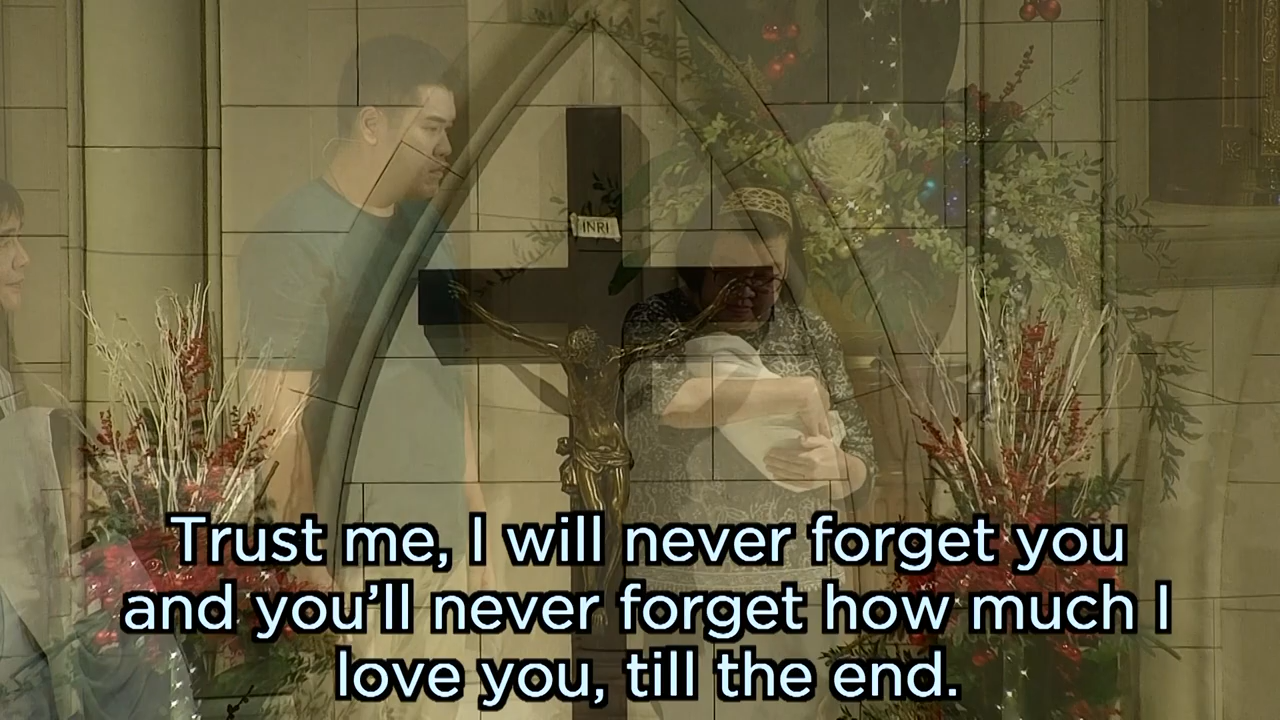 INRI
Trust me, I will never forget you
and you'll never forget how much I
love you, till the end.